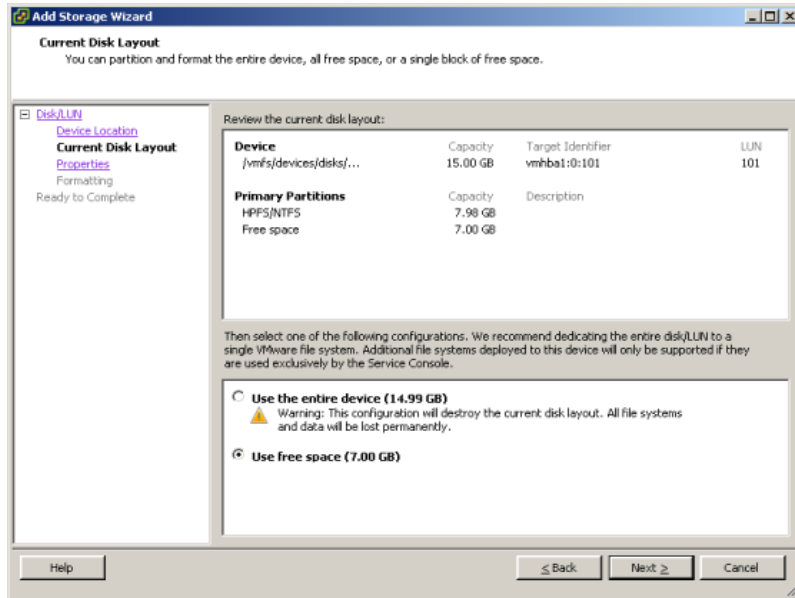 Add Storage Wizard
Current Disk Layout
You can partition and format the entire device, all free space, or a single block of free space.
Disk/LUN
Device Location
Current Disk Layout
Properties
Formatting
Ready to Complete
Review the current disk layout:
Device Capacity Target Identifier LUN
/vmfs/devices/disks/... 15.00 GB vmhba1:0:101 101
Primary Partitions Capacity Description
HPFS/NTFS 7.98 GB
Free space 7.00 GB
Then select one of the following configurations. We recommend dedicating the entire disk/LUN to a
single VMware file system. Additional file systems deployed to this device will only be supported if they
are used exclusively by the Service Console.
Use the entire device (14.99 GB)
Warning: This configuration will destroy the current disk layout. All file systems
and data will be lost permanently.
Use free space (7.00 GB)
Help ≤ Back Next ≥ Cancel